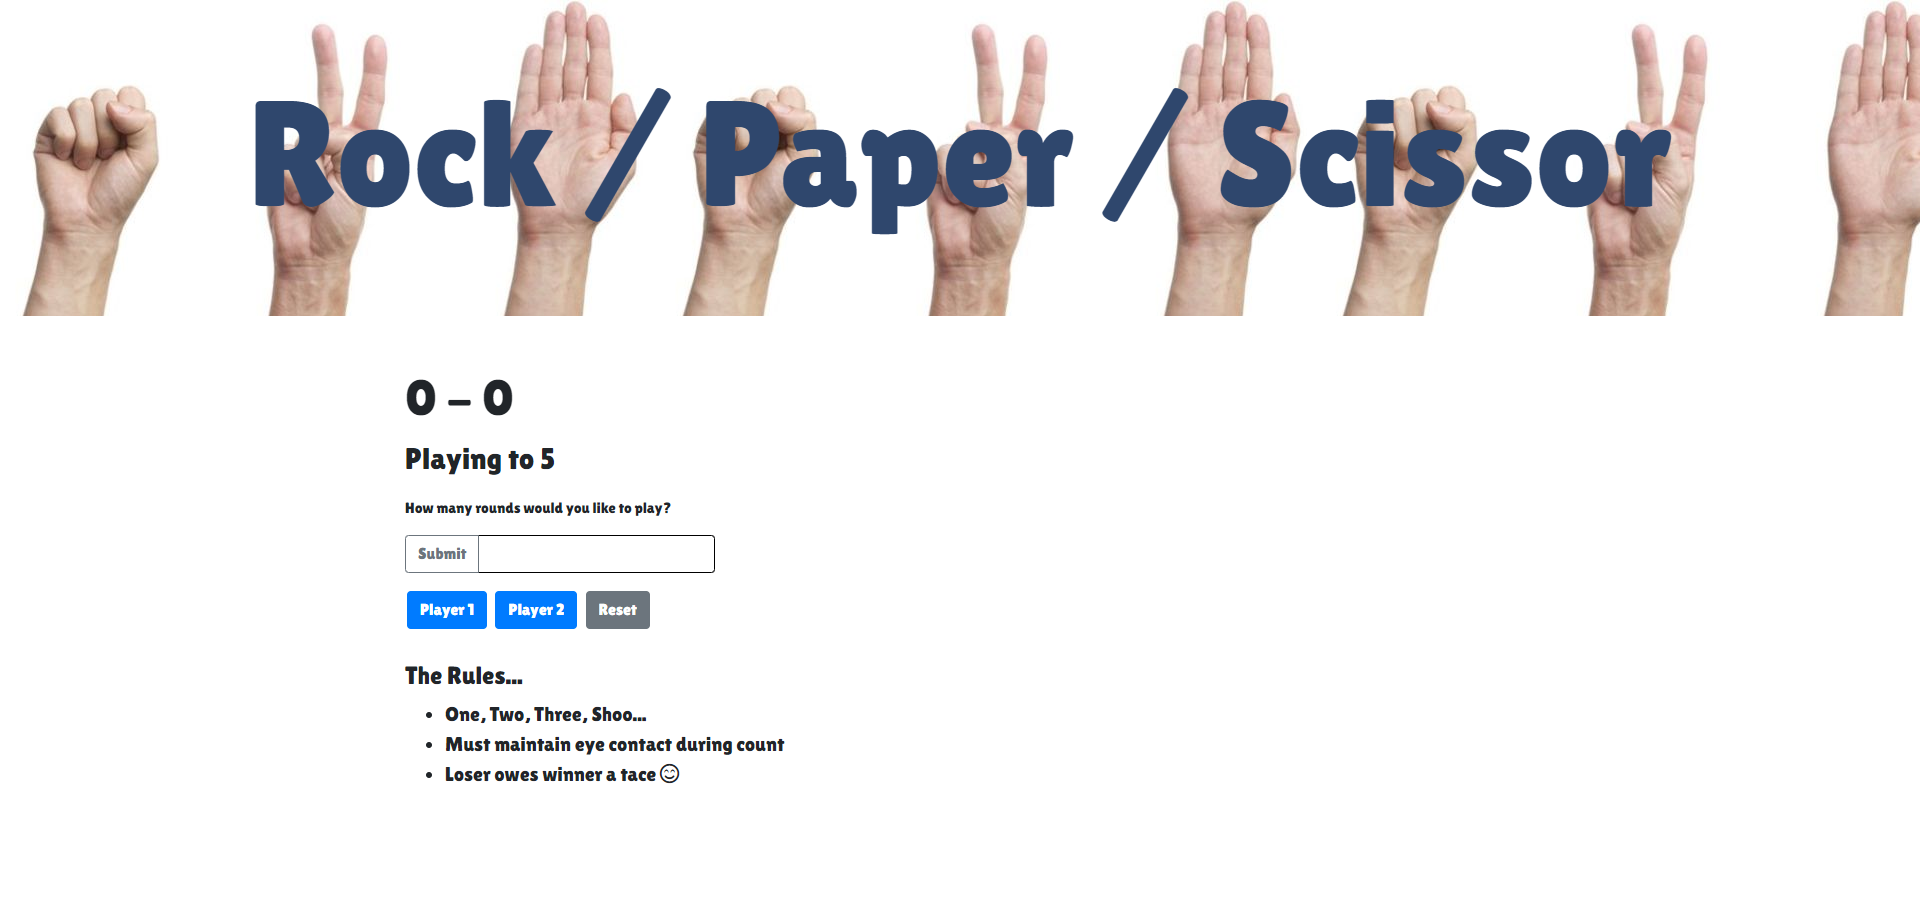 Rock / Paper / Scissor
0 – 0
Playing to 5
How many rounds would you like to play?
Submit
Player 1 Player 2 Reset
The Rules...
One, Two, Three, Shoo...
Must maintain eye contact during count
Loser owes winner a tace 😊